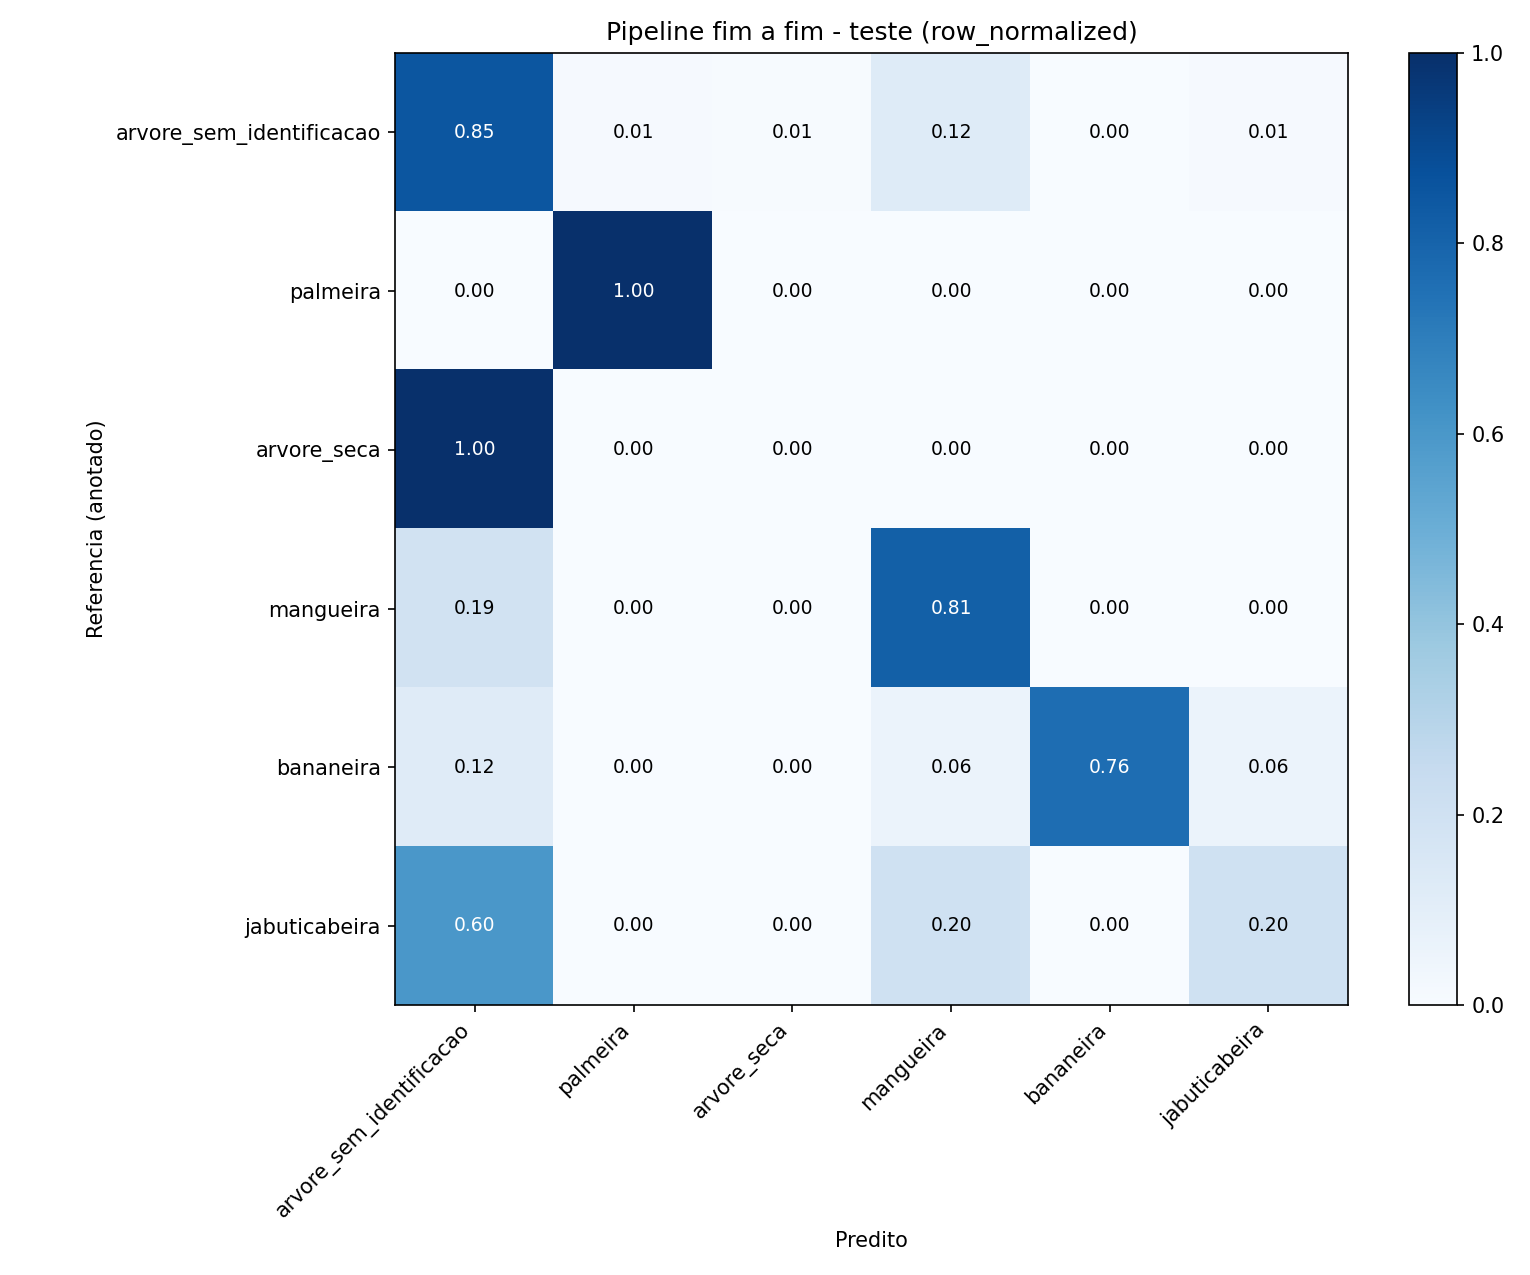 Pipeline fim a fim - teste (row_normalized)
Referencia (anotado)
arvore_sem_identificacao 0.85 0.01 0.01 0.12 0.00 0.01
palmeira 0.00 1.00 0.00 0.00 0.00 0.00
arvore_seca 1.00 0.00 0.00 0.00 0.00 0.00
mangueira 0.19 0.00 0.00 0.81 0.00 0.00
bananeira 0.12 0.00 0.00 0.06 0.76 0.06
jabuticabeira 0.60 0.00 0.00 0.20 0.00 0.20
arvore_sem_identificacao
palmeira
arvore_seca
mangueira
bananeira
jabuticabeira
Predito
1.0
0.8
0.6
0.4
0.2
0.0